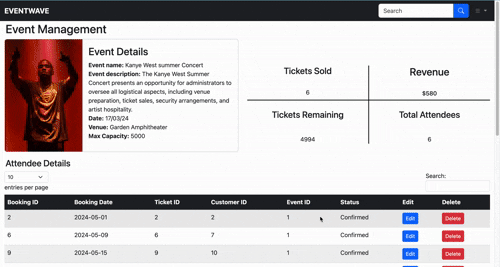 EVENTWAVE
Search
Event Management
Event Details
Event name: Kanye West summer Concert
Event description: The Kanye West Summer
Concert presents an opportunity for administrators to
oversee all logistical aspects, including venue
preparation, ticket sales, security arrangements, and
artist hospitality.
Date: 17/03/24
Venue: Garden Amphitheater
Max Capacity: 5000
Tickets Sold
6
Revenue
$580
Tickets Remaining
4994
Total Attendees
6
Attendee Details
10
entries per page
Search:
Booking ID Booking Date Ticket ID Customer ID Event ID Status Edit Delete
2 2024-05-01 2 2 1 Confirmed Edit Delete
6 2024-05-09 6 7 1 Confirmed Edit Delete
9 2024-05-15 9 10 1 Confirmed Edit Delete